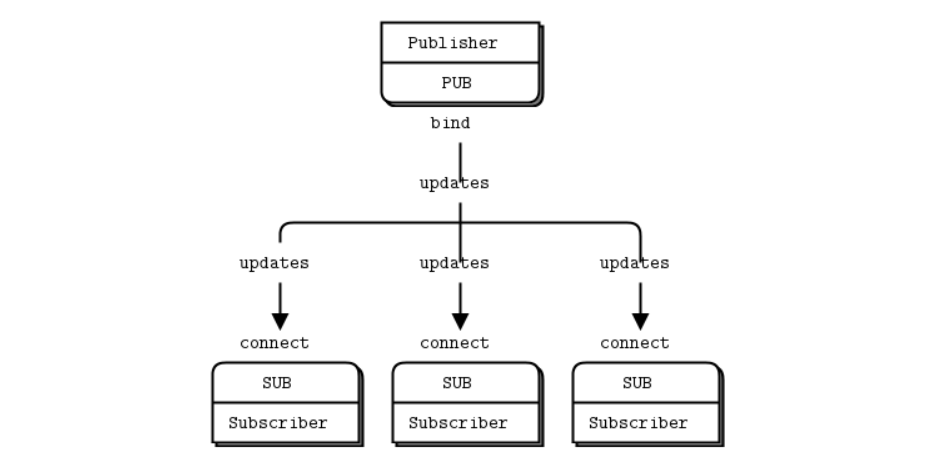 Publisher
PUB
bind
updates
updates updates updates
connect connect connect
SUB SUB SUB
Subscriber Subscriber Subscriber